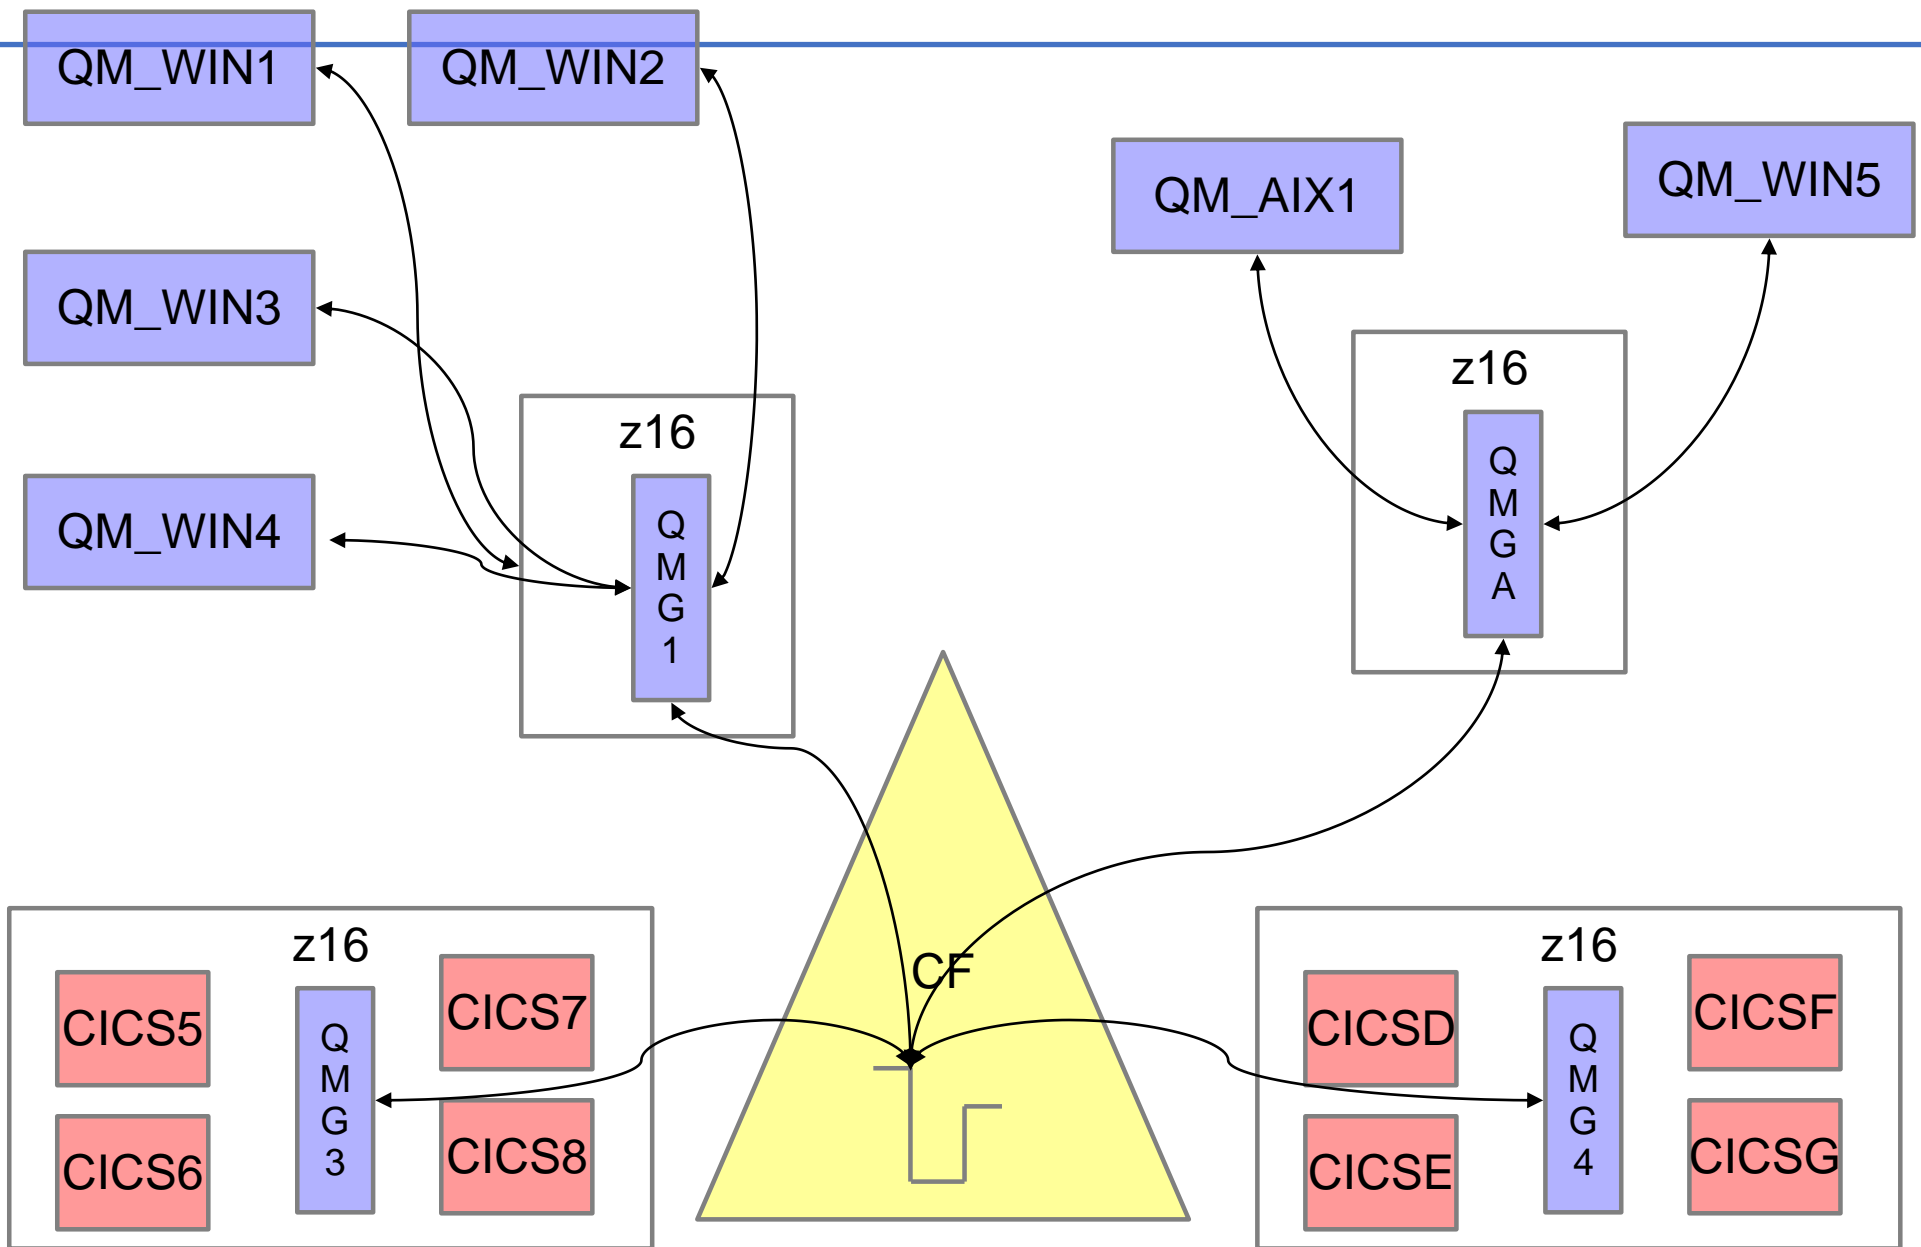 QM_WIN1
QM_WIN2
QM_AIX1
QM_WIN5
QM_WIN3
QM_WIN4
z16
Q
M
G
1
z16
Q
M
G
A
CF
z16
CICS5
CICS6
Q
M
G
3
CICS7
CICS8
z16
CICSD
CICSE
Q
M
G
4
CICSF
CICSG